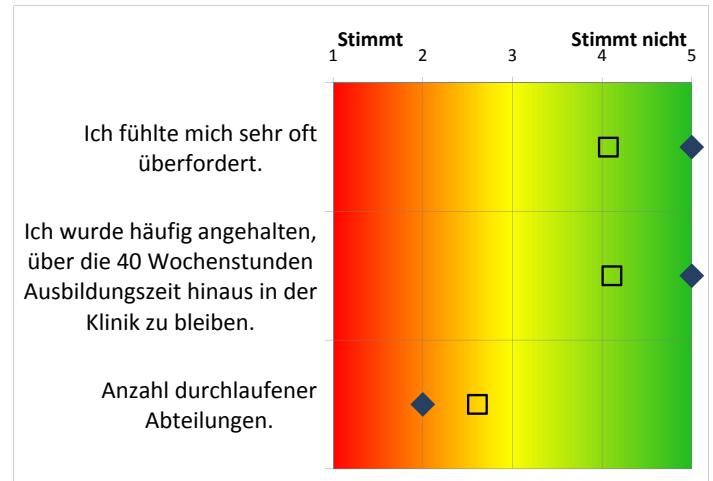 Stimmt Stimmt nicht
1 2 3 4 5
Ich fühlte mich sehr oft
überfordert.
Ich wurde häufig angehalten,
über die 40 Wochenstunden
Ausbildungszeit hinaus in der
Klinik zu bleiben.
Anzahl durchlaufener
Abteilungen.